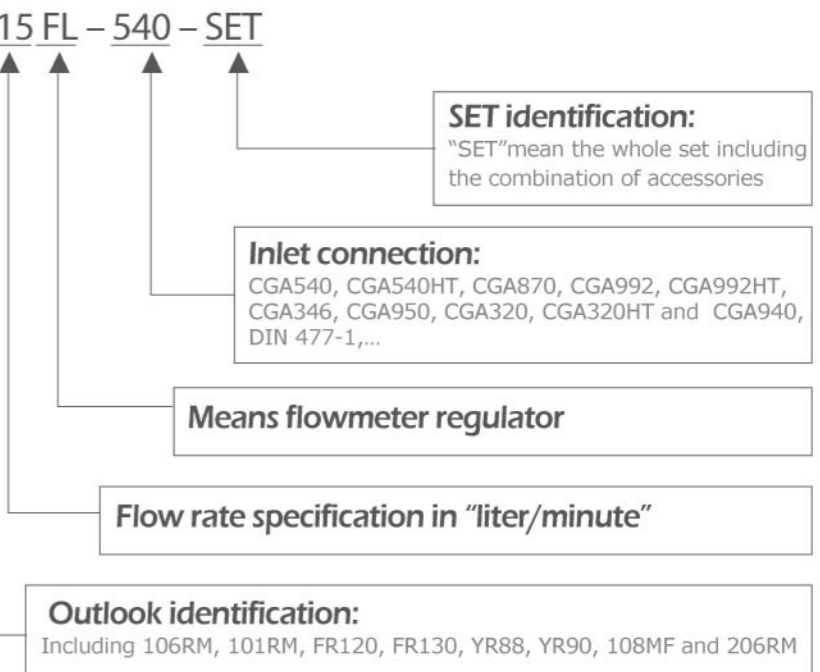 15 FL – 540 – SET
SET identification:
“SET”mean the whole set including
the combination of accessories
Inlet connection:
CGA540, CGA540HT, CGA870, CGA992, CGA992HT,
CGA346, CGA950, CGA320, CGA320HT and CGA940,
DIN 477-1,...
Means flowmeter regulator
Flow rate specification in “liter/minute”
Outlook identification:
Including 106RM, 101RM, FR120, FR130, YR88, YR90, 108MF and 206RM